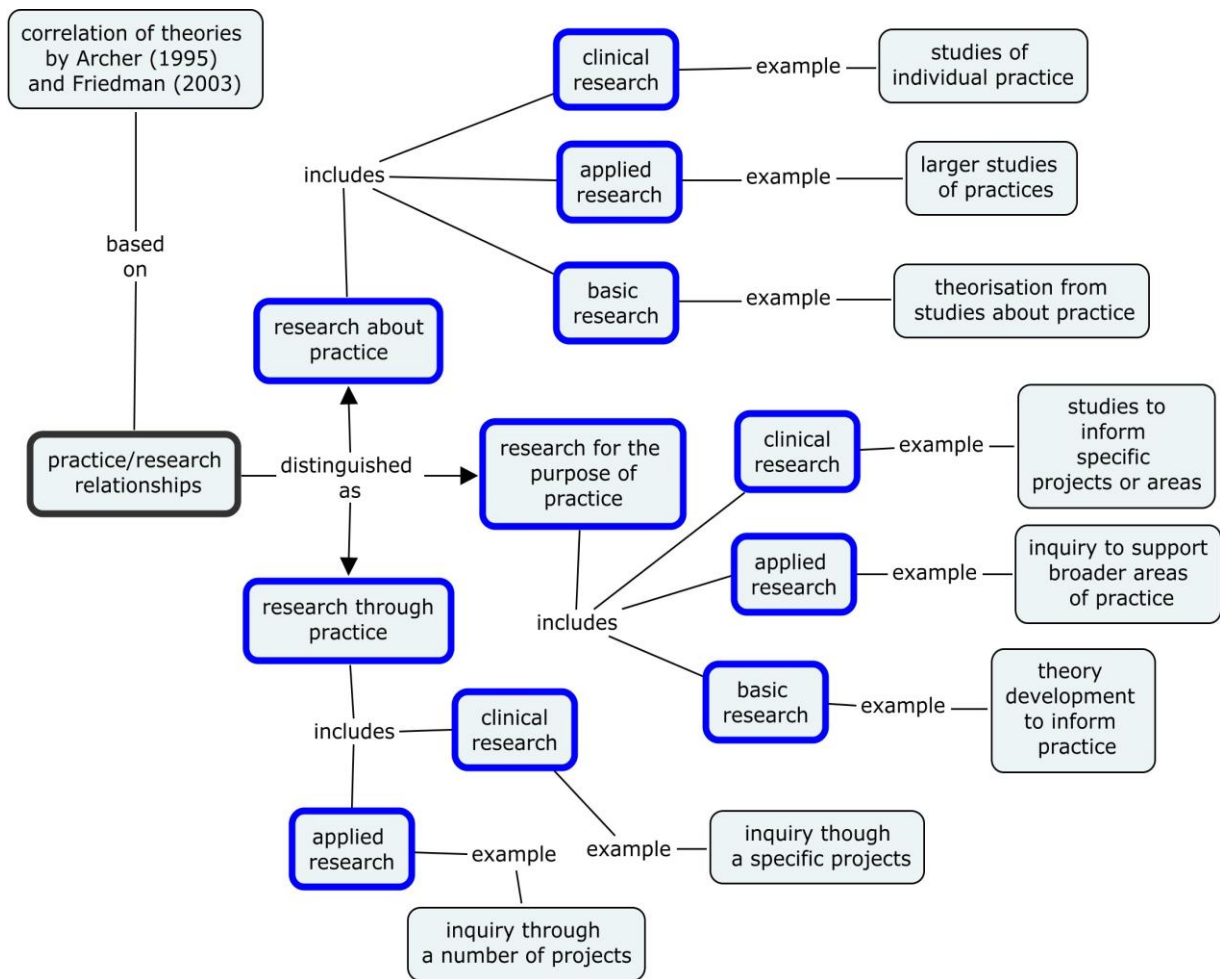 correlation of theories
by Archer (1995)
and Friedman (2003)
based
on
practice/research
relationships
distinguished
as
research about
practice
includes
clinical
research
example
studies of
individual practice
applied
research
example
larger studies
of practices
basic
research
example
theorisation from
studies about practice
research for the
purpose of
practice
includes
clinical
research
example
studies to
inform
specific
projects or areas
applied
research
example
inquiry to support
broader areas
of practice
basic
research
example
theory
development
to inform
practice
research through
practice
includes
clinical
research
example
inquiry though
a specific projects
applied
research
example
inquiry through
a number of projects